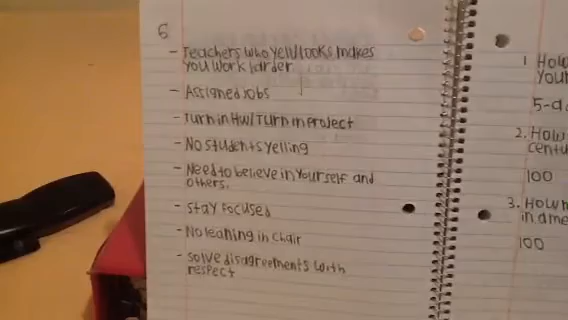 6
- Teachers who yell/looks makes
you work larder
- Assigned jobs
- Turn in HW/Turn in Project
- No students yelling
- Need to believe in yourself and
others.
- Stay Focused
- No leaning in chair
- solve disagreements with
respect
1 How
your
5-a
2. How
centu
100
3. How
in ame
100